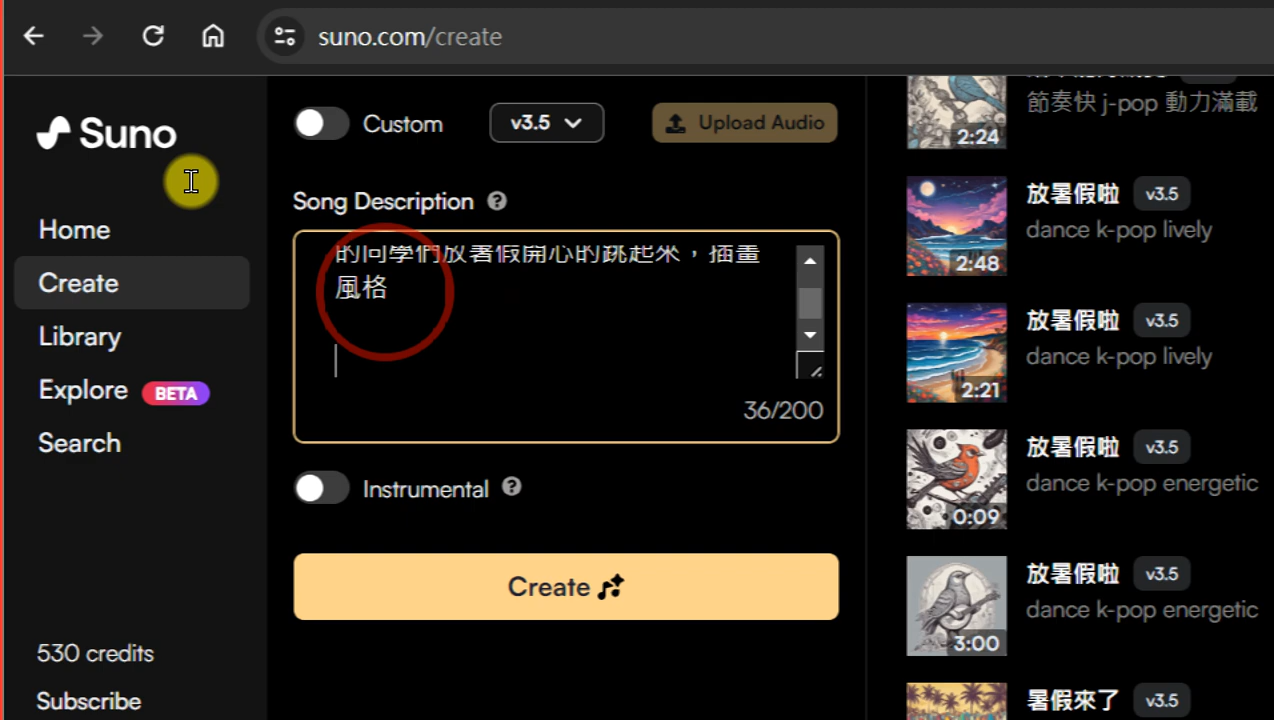 suno.com/create
Suno
Home
Create
Library
Explore BETA
Search
530 credits
Subscribe
Custom
v3.5
Upload Audio
Song Description
的同學們放暑假開心的跳起來，插畫
風格
36/200
Instrumental
Create
節奏快 j-pop 動力滿載
2:24
放暑假啦 v3.5
dance k-pop lively
2:48
放暑假啦 v3.5
dance k-pop lively
2:21
放暑假啦 v3.5
dance k-pop energetic
0:09
放暑假啦 v3.5
dance k-pop energetic
3:00
暑假來了 v3.5